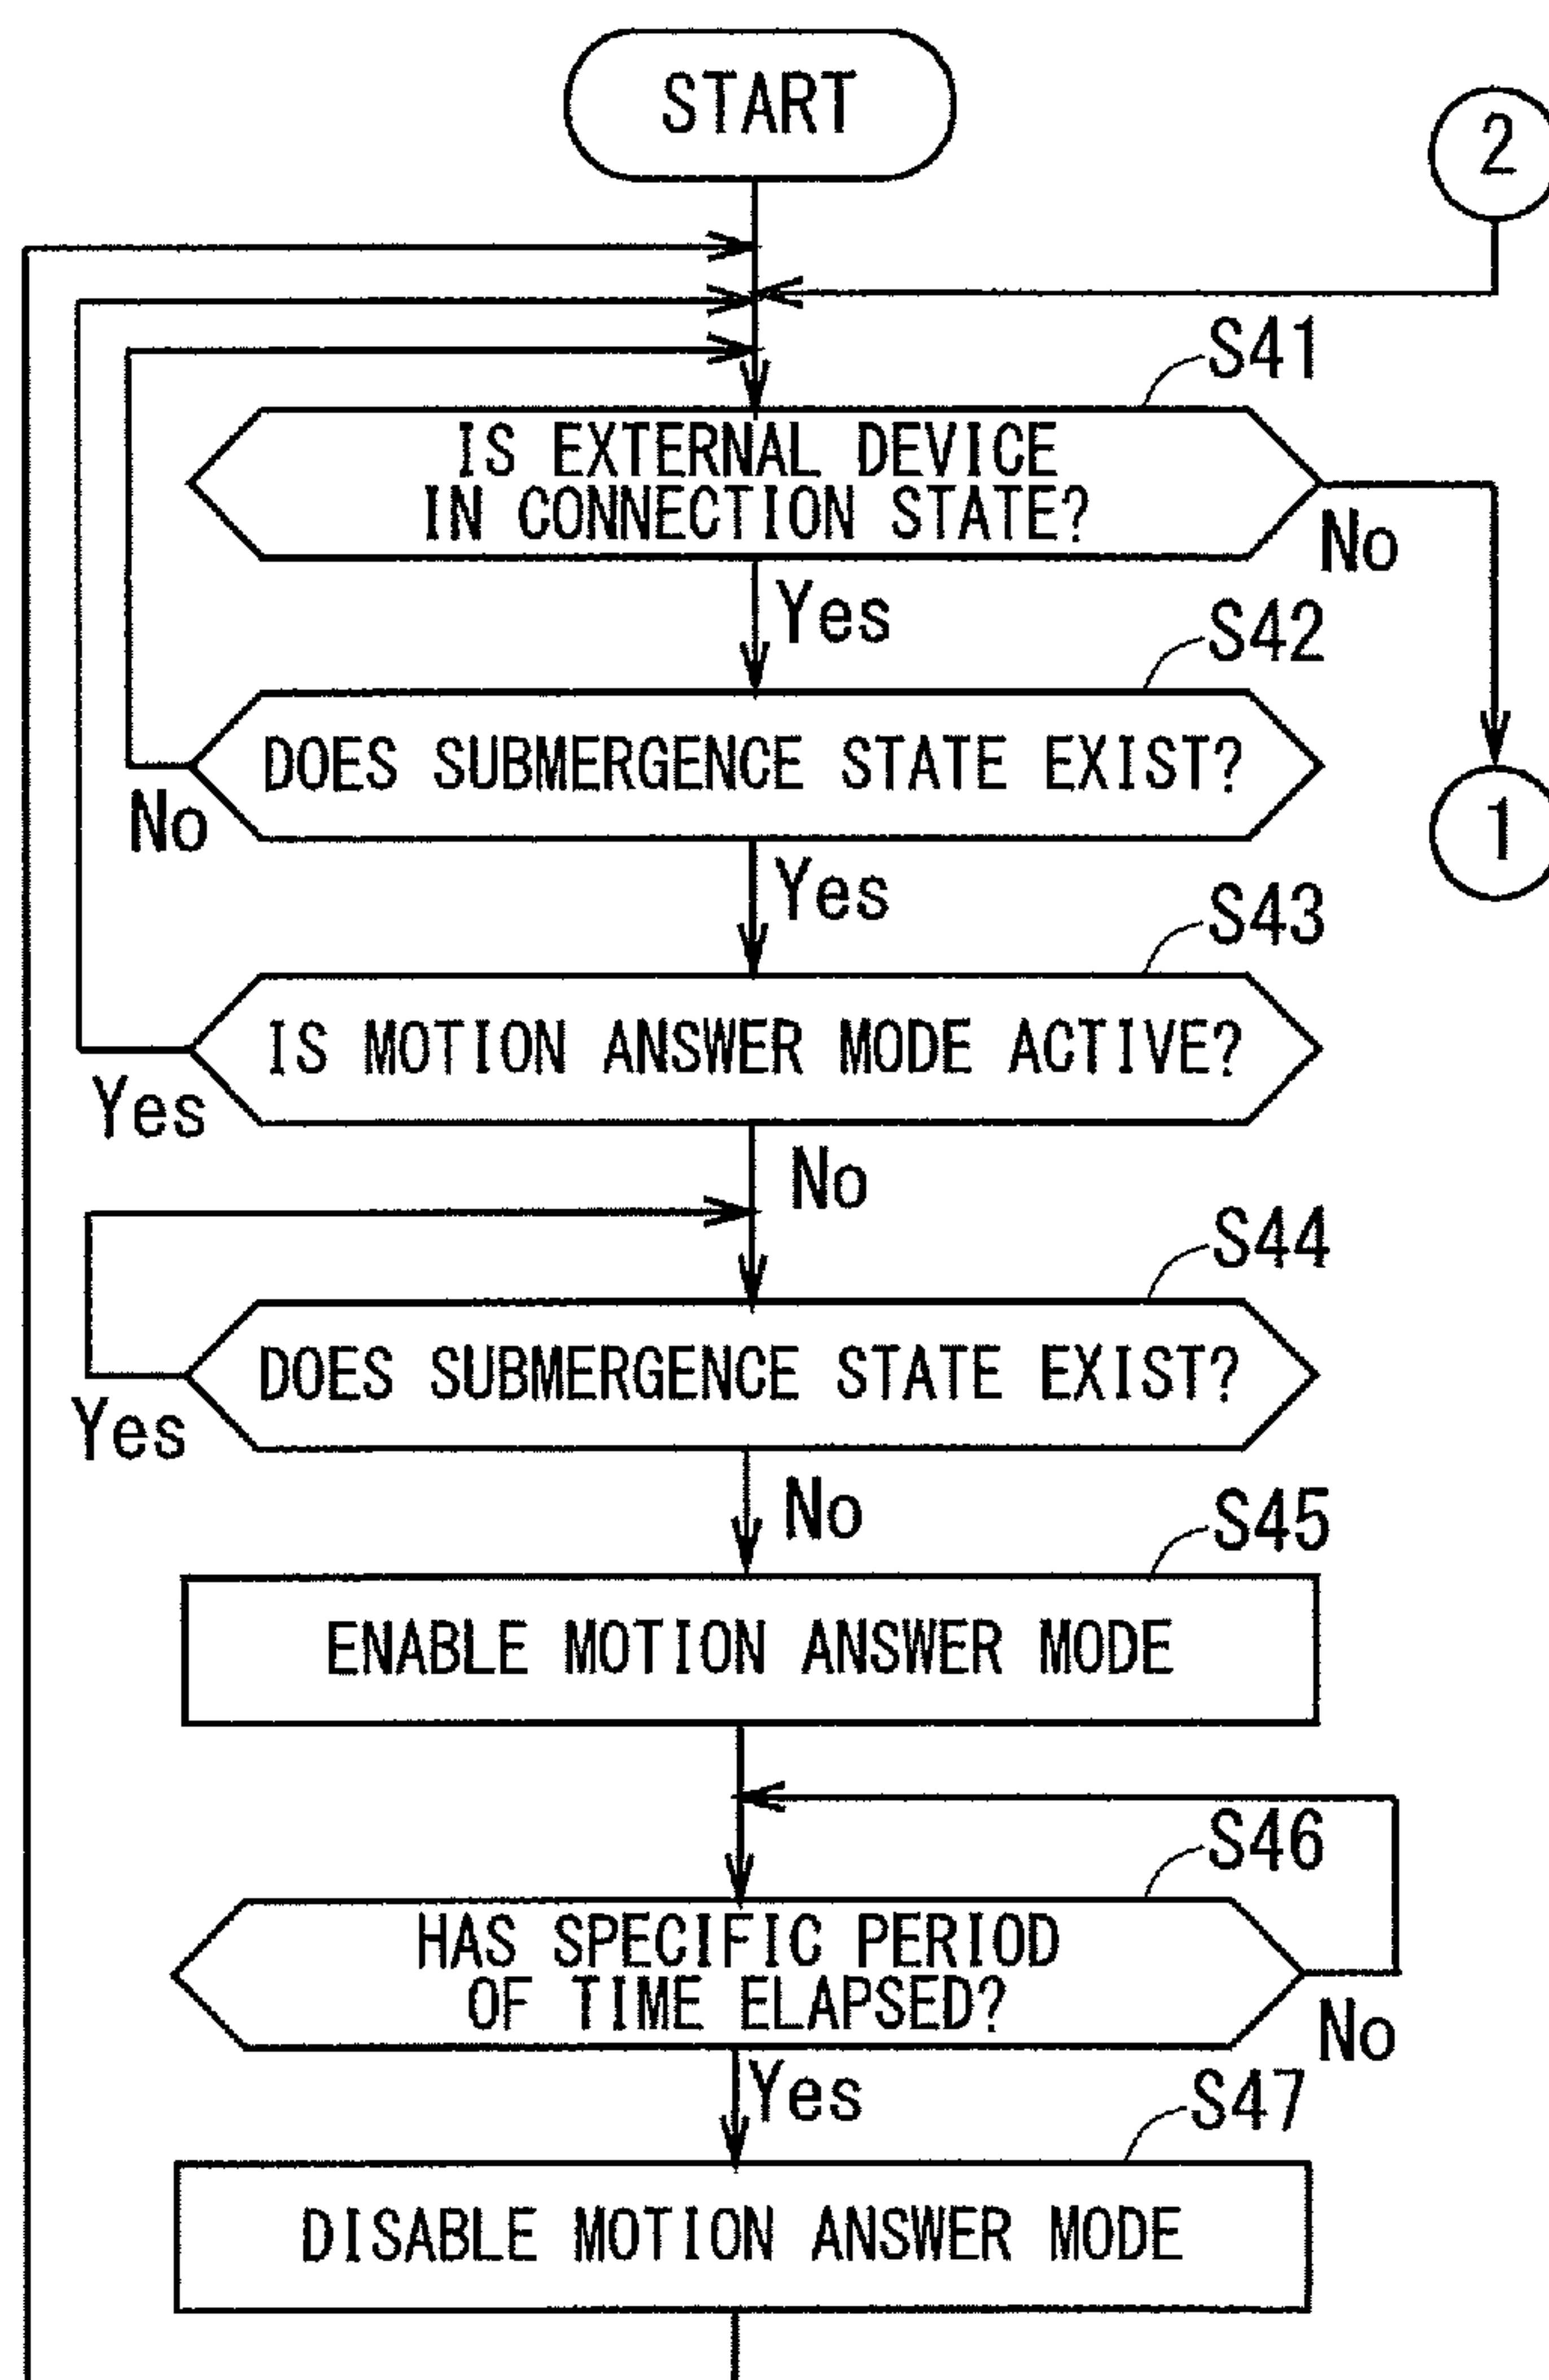 START
2
S41
IS EXTERNAL DEVICE
IN CONNECTION STATE?
No
Yes
S42
DOES SUBMERGENCE STATE EXIST?
No
1
Yes
S43
IS MOTION ANSWER MODE ACTIVE?
Yes
No
S44
DOES SUBMERGENCE STATE EXIST?
Yes
No
S45
ENABLE MOTION ANSWER MODE
S46
HAS SPECIFIC PERIOD
OF TIME ELAPSED?
No
Yes
S47
DISABLE MOTION ANSWER MODE